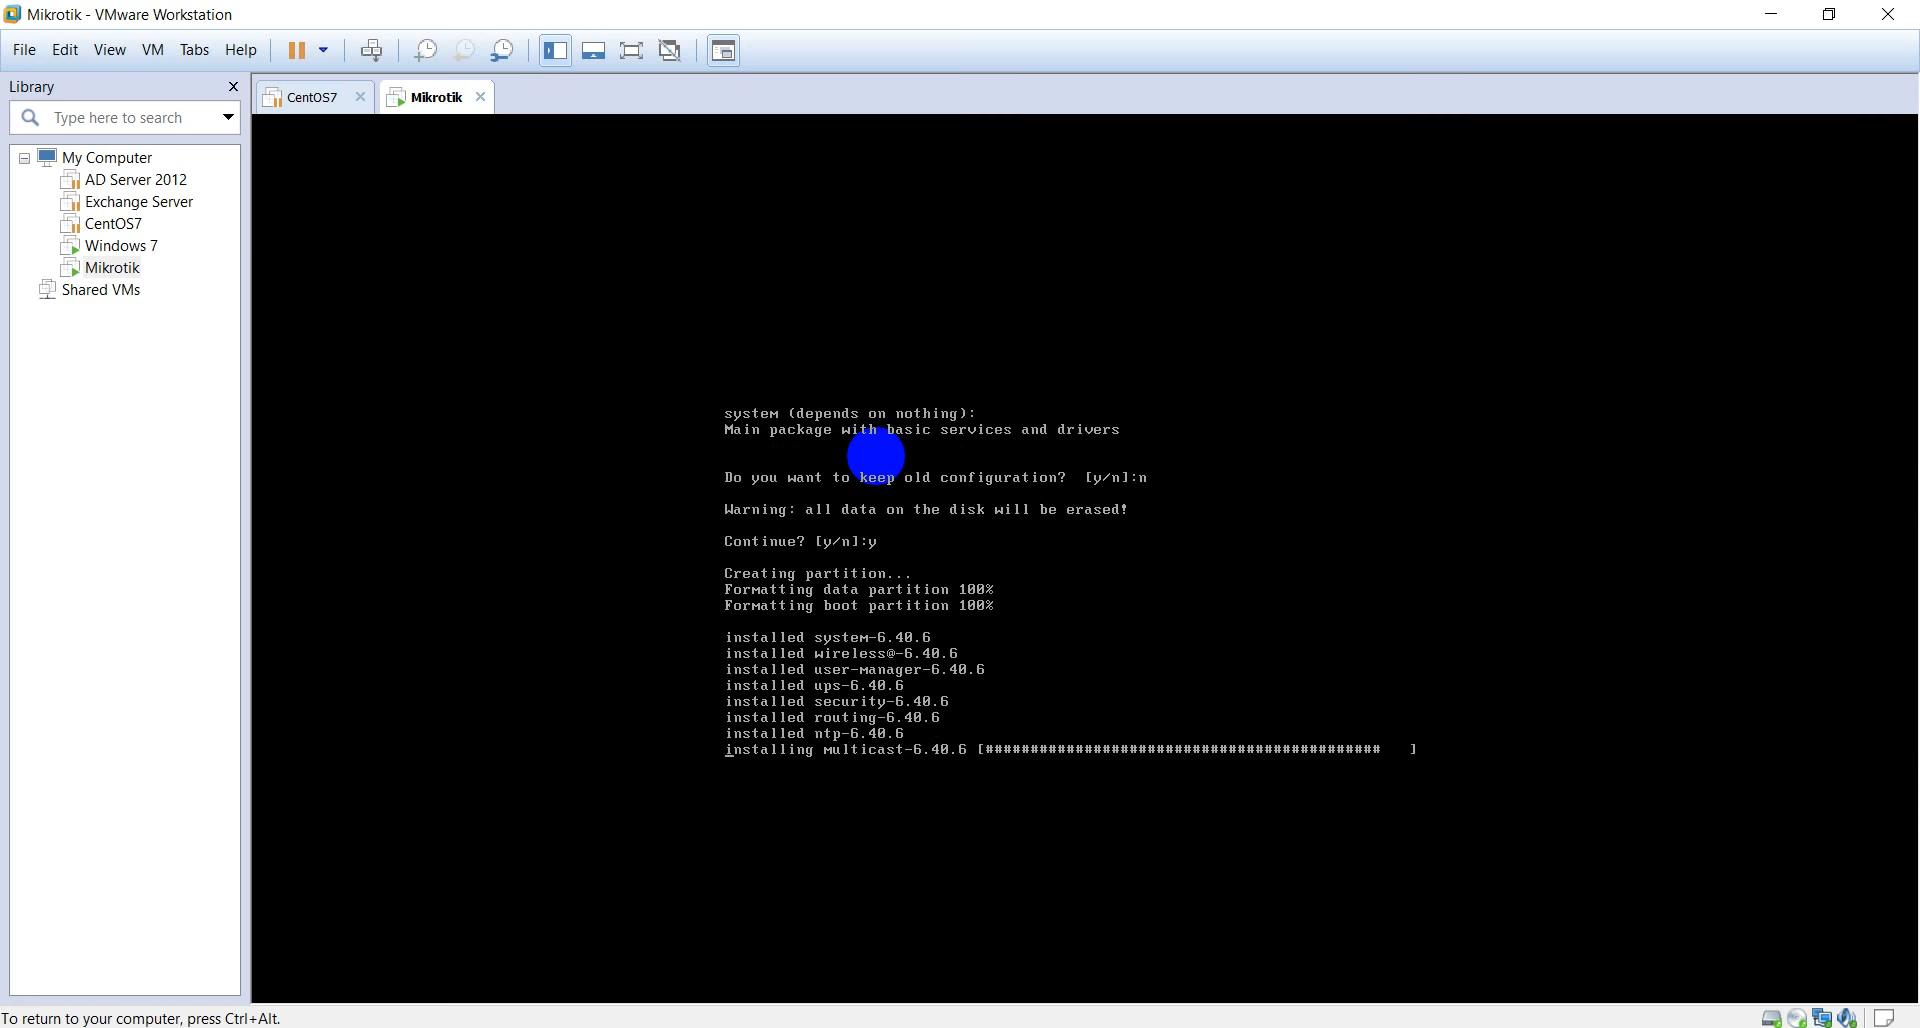 Mikrotik - VMware Workstation
File Edit View VM Tabs Help
Library
Type here to search
My Computer
AD Server 2012
Exchange Server
CentOS7
Windows 7
Mikrotik
Shared VMs
CentOS7 Mikrotik
system (depends on nothing):
Main package with basic services and drivers
Do you want to keep old configuration? [y/n]:n
Warning: all data on the disk will be erased!
Continue? [y/n]:y
Creating partition...
Formatting data partition 100%
Formatting boot partition 100%
installed system-6.40.6
installed wireless@-6.40.6
installed user-manager-6.40.6
installed ups-6.40.6
installed security-6.40.6
installed routing-6.40.6
installed ntp-6.40.6
installing multicast-6.40.6 [############################################   ]
To return to your computer, press Ctrl+Alt.